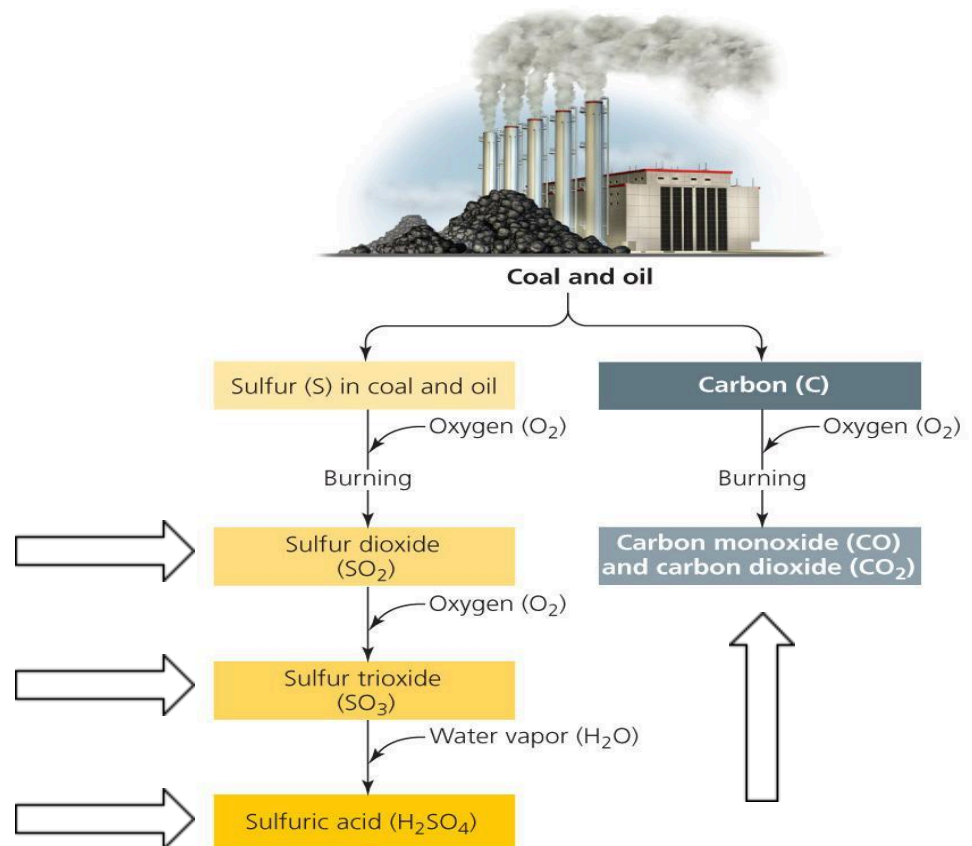 Coal and oil
Sulfur (S) in coal and oil
Carbon (C)
Oxygen (O₂)
Oxygen (O₂)
Burning
Burning
Sulfur dioxide
(SO₂)
Carbon monoxide (CO)
and carbon dioxide (CO₂)
Oxygen (O₂)
Sulfur trioxide
(SO₃)
Water vapor (H₂O)
Sulfuric acid (H₂SO₄)